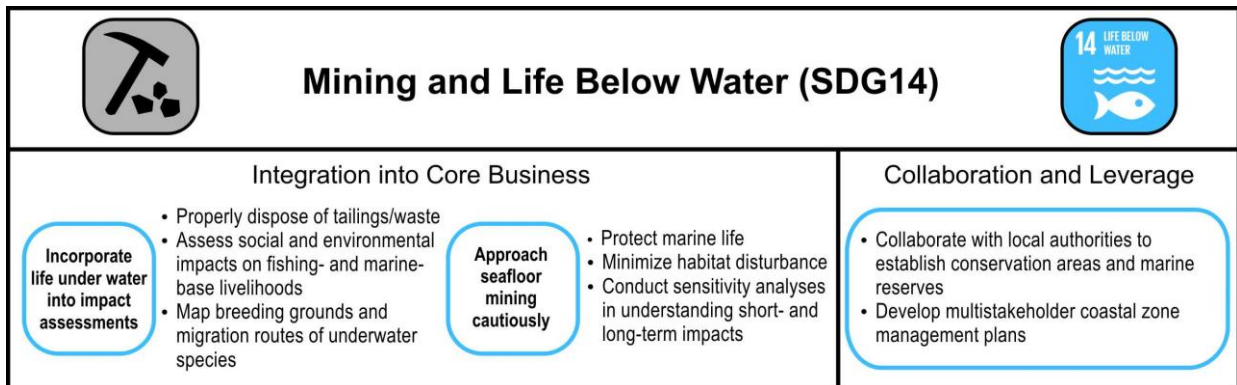 14 LIFE BELOW
WATER
Mining and Life Below Water (SDG14)
Integration into Core Business
Incorporate
life under water
into impact
assessments
• Properly dispose of tailings/waste
• Assess social and environmental
impacts on fishing- and marine-
base livelihoods
• Map breeding grounds and
migration routes of underwater
species
Approach
seafloor
mining
cautiously
• Protect marine life
• Minimize habitat disturbance
• Conduct sensitivity analyses
in understanding short- and
long-term impacts
Collaboration and Leverage
• Collaborate with local authorities to
establish conservation areas and marine
reserves
• Develop multistakeholder coastal zone
management plans